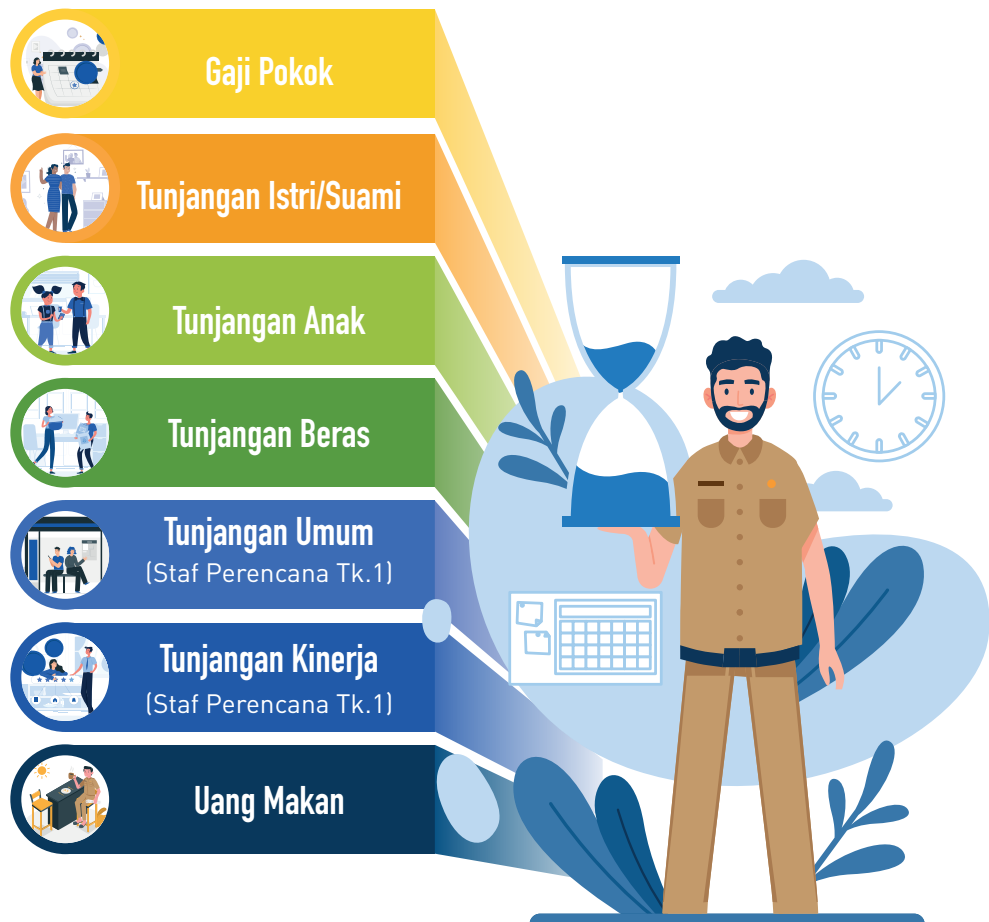 Gaji Pokok
Tunjangan Istri/Suami
Tunjangan Anak
Tunjangan Beras
Tunjangan Umum
(Staf Perencana Tk.1)
Tunjangan Kinerja
(Staf Perencana Tk.1)
Uang Makan